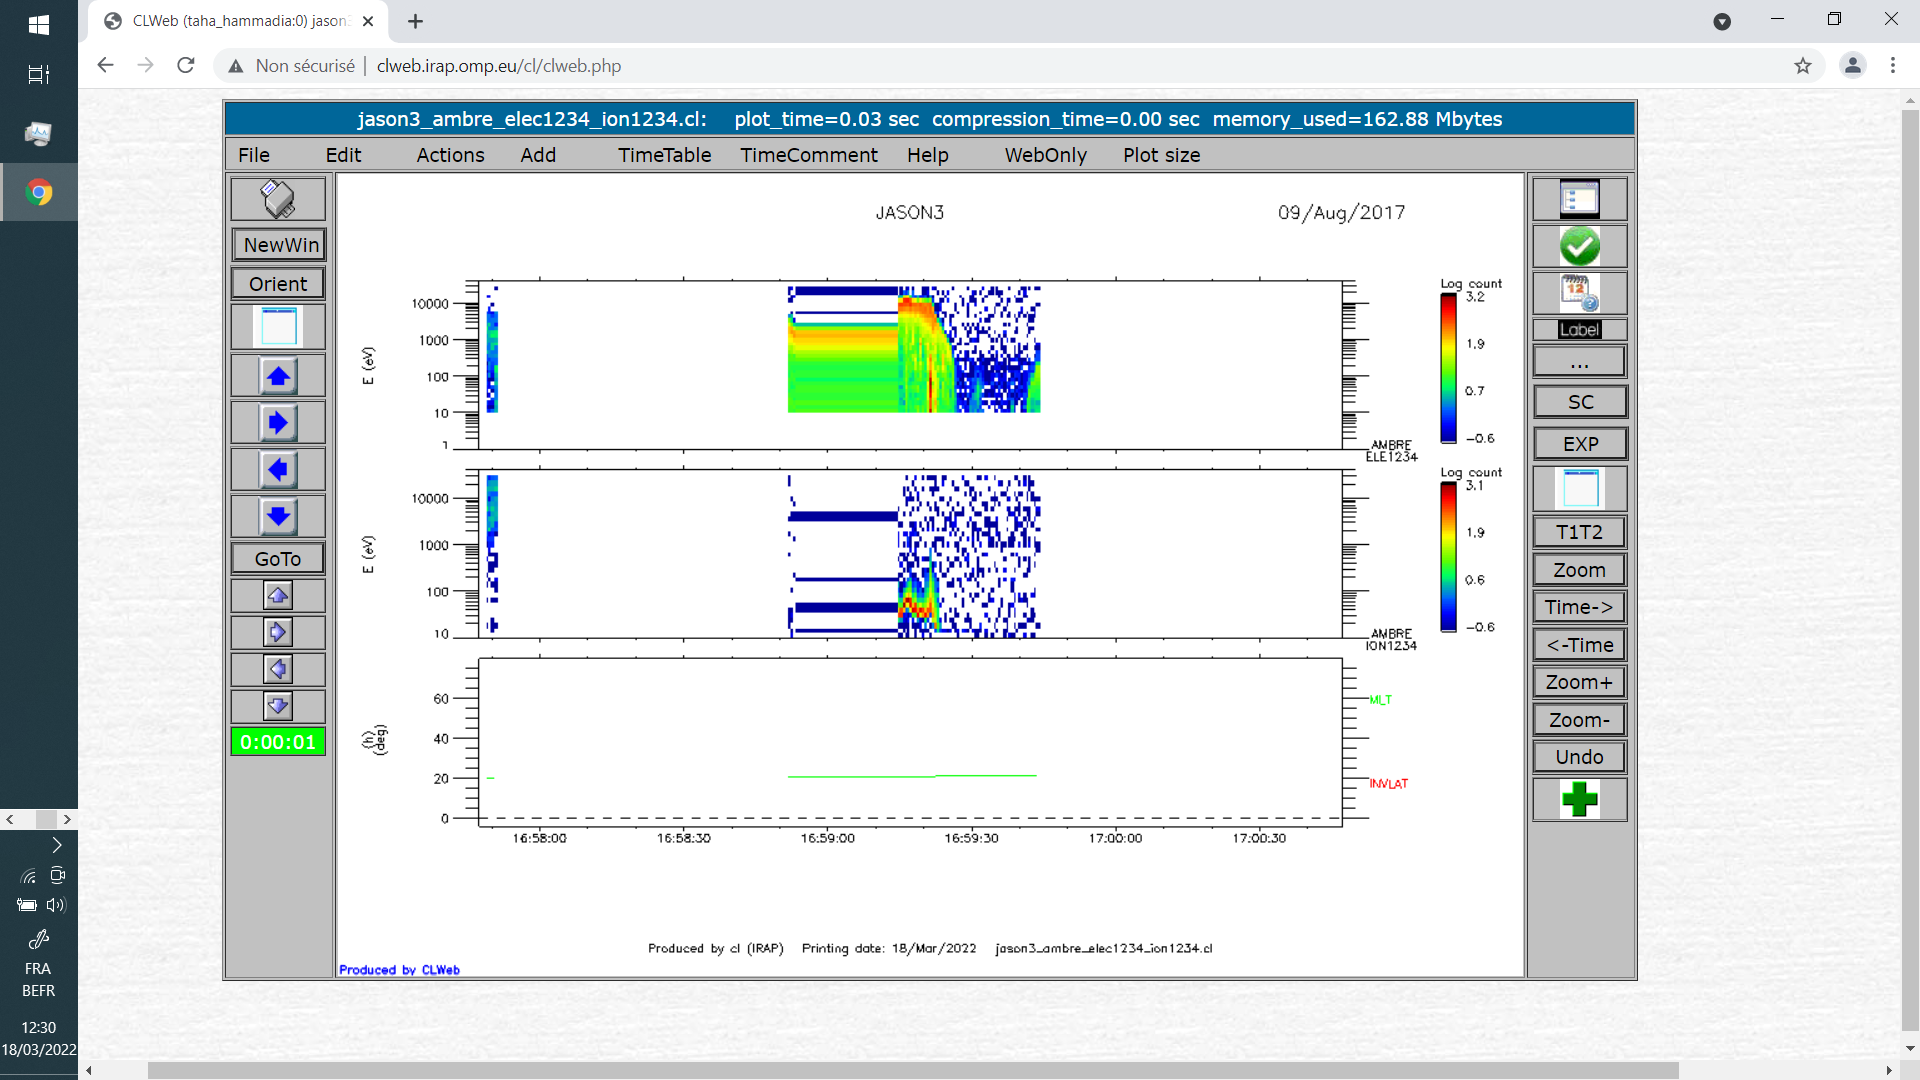 CLWeb (taha_hammadia:0) jason3
Non sécurisé | clweb.irap.omp.eu/cl/clweb.php
jason3_ambre_elec1234_ion1234.cl: plot_time=0.03 sec compression_time=0.00 sec memory_used=162.88 Mbytes
File Edit Actions Add TimeTable TimeComment Help WebOnly Plot size
NewWin
Orient
GoTo
0:00:01
JASON3 09/Aug/2017
E (eV)
10000
1000
100
10
1
AMBRE
ELE1234
Log count
3.2
1.9
0.7
-0.6
E (eV)
10000
1000
100
10
AMBRE
ION1234
Log count
3.1
1.9
0.6
-0.6
(h)
(deg)
60
40
20
0
MLT
INVLAT
16:58:00 16:58:30 16:59:00 16:59:30 17:00:00 17:00:30
Produced by cl (IRAP) Printing date: 18/Mar/2022 jason3_ambre_elec1234_ion1234.cl
Produced by CLWeb
12
Label
...
SC
EXP
T1T2
Zoom
Time->
<-Time
Zoom+
Zoom-
Undo
FRA
BEFR
12:30
18/03/2022